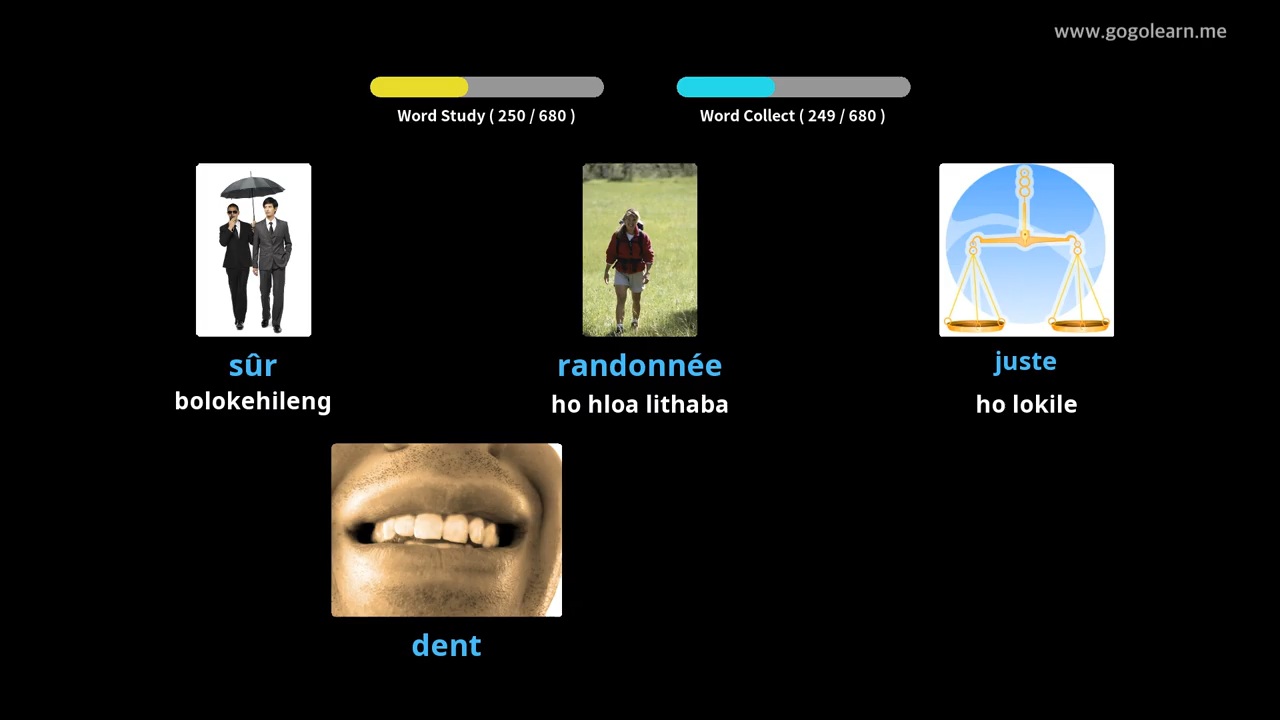 www.gogolearn.me
Word Study ( 250 / 680 )
Word Collect ( 249 / 680 )
sûr
randonnée
juste
bolokehileng
ho hloa lithaba
ho lokile
dent